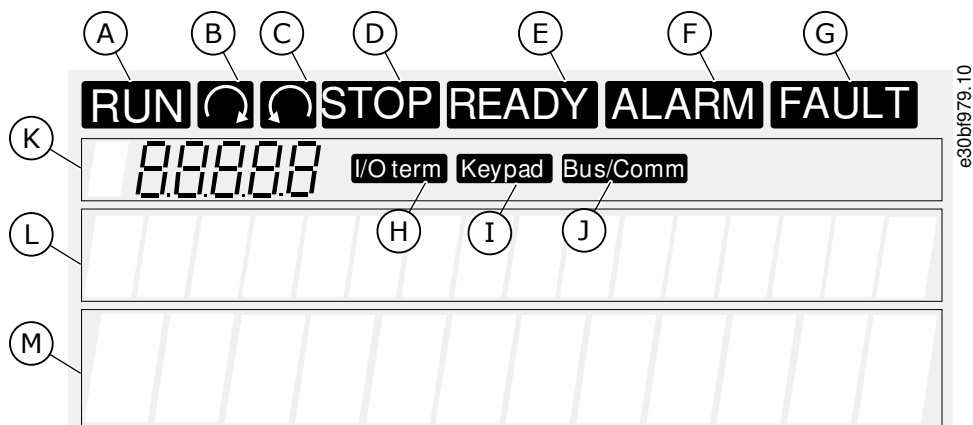 A B C D E F G
RUN STOP READY ALARM FAULT
K 8.8.8.8.8 I/O term Keypad Bus/Comm
H I J
L
M
e30bf979.10